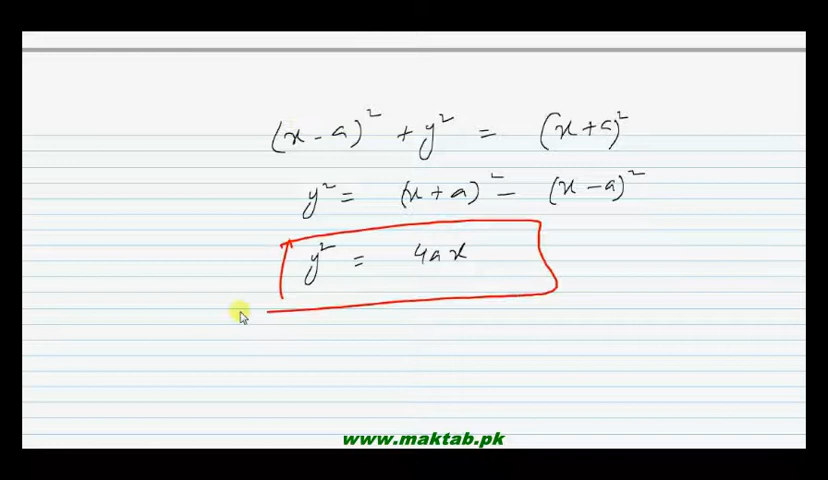 (x - a)² + y² = (x + a)²
y² = (x + a)² - (x - a)²
y² = 4ax
www.maktab.pk